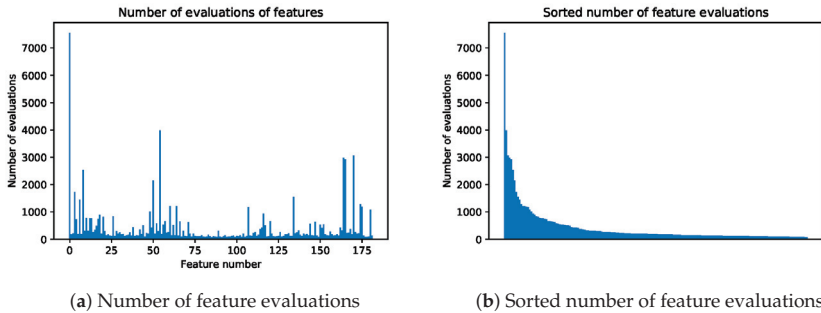 Number of evaluations of features
Number of evaluations
7000
6000
5000
4000
3000
2000
1000
0
0 25 50 75 100 125 150 175
Feature number
(a) Number of feature evaluations
Sorted number of feature evaluations
Number of evaluations
7000
6000
5000
4000
3000
2000
1000
0
(b) Sorted number of feature evaluations